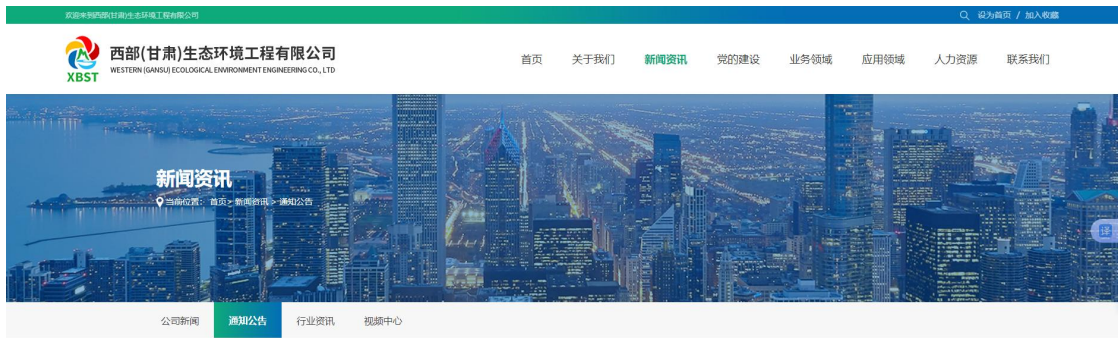 欢迎来到西部(甘肃)生态环境工程有限公司
设为首页 / 加入收藏
XBST
西部(甘肃)生态环境工程有限公司
WESTERN (GANSU) ECOLOGICAL ENVIRONMENT ENGINEERING CO., LTD
首页 关于我们 新闻资讯 党的建设 业务领域 应用领域 人力资源 联系我们
新闻资讯
当前位置： 首页 > 新闻资讯 > 通知公告
译
公司新闻 通知公告 行业资讯 视频中心